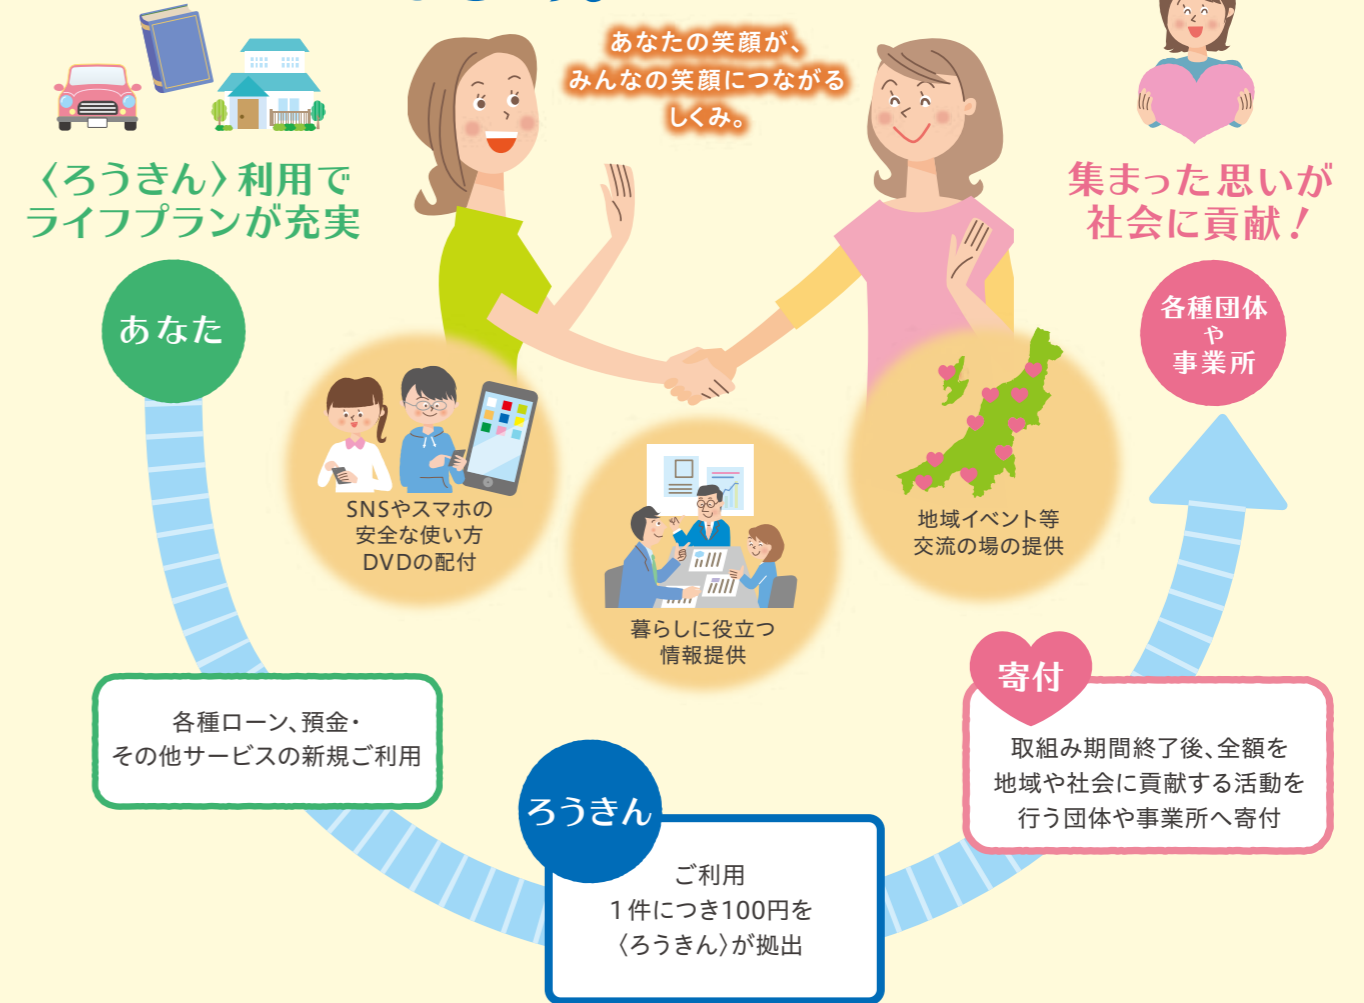 あなたの笑顔が、
みんなの笑顔につながる
しくみ。
〈ろうきん〉利用で
ライフプランが充実
あなた
集まった思いが
社会に貢献！
各種団体
や
事業所
SNSやスマホの
安全な使い方
DVDの配付
暮らしに役立つ
情報提供
地域イベント等
交流の場の提供
各種ローン、預金・
その他サービスの新規ご利用
ろうきん
ご利用
1件につき100円を
〈ろうきん〉が拠出
寄付
取組み期間終了後、全額を
地域や社会に貢献する活動を
行う団体や事業所へ寄付